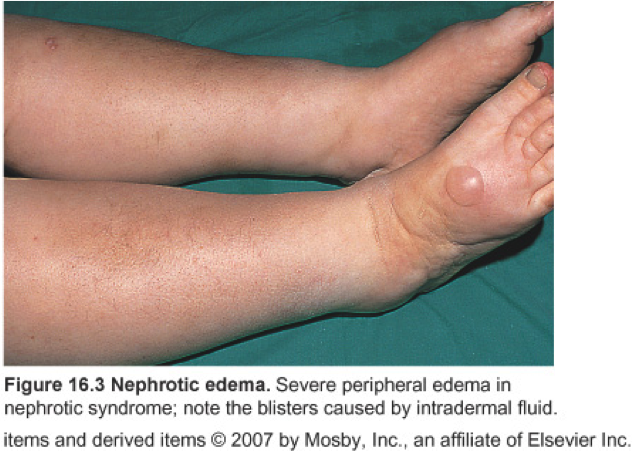 Figure 16.3 Nephrotic edema. Severe peripheral edema in
nephrotic syndrome; note the blisters caused by intradermal fluid.
items and derived items © 2007 by Mosby, Inc., an affiliate of Elsevier Inc.